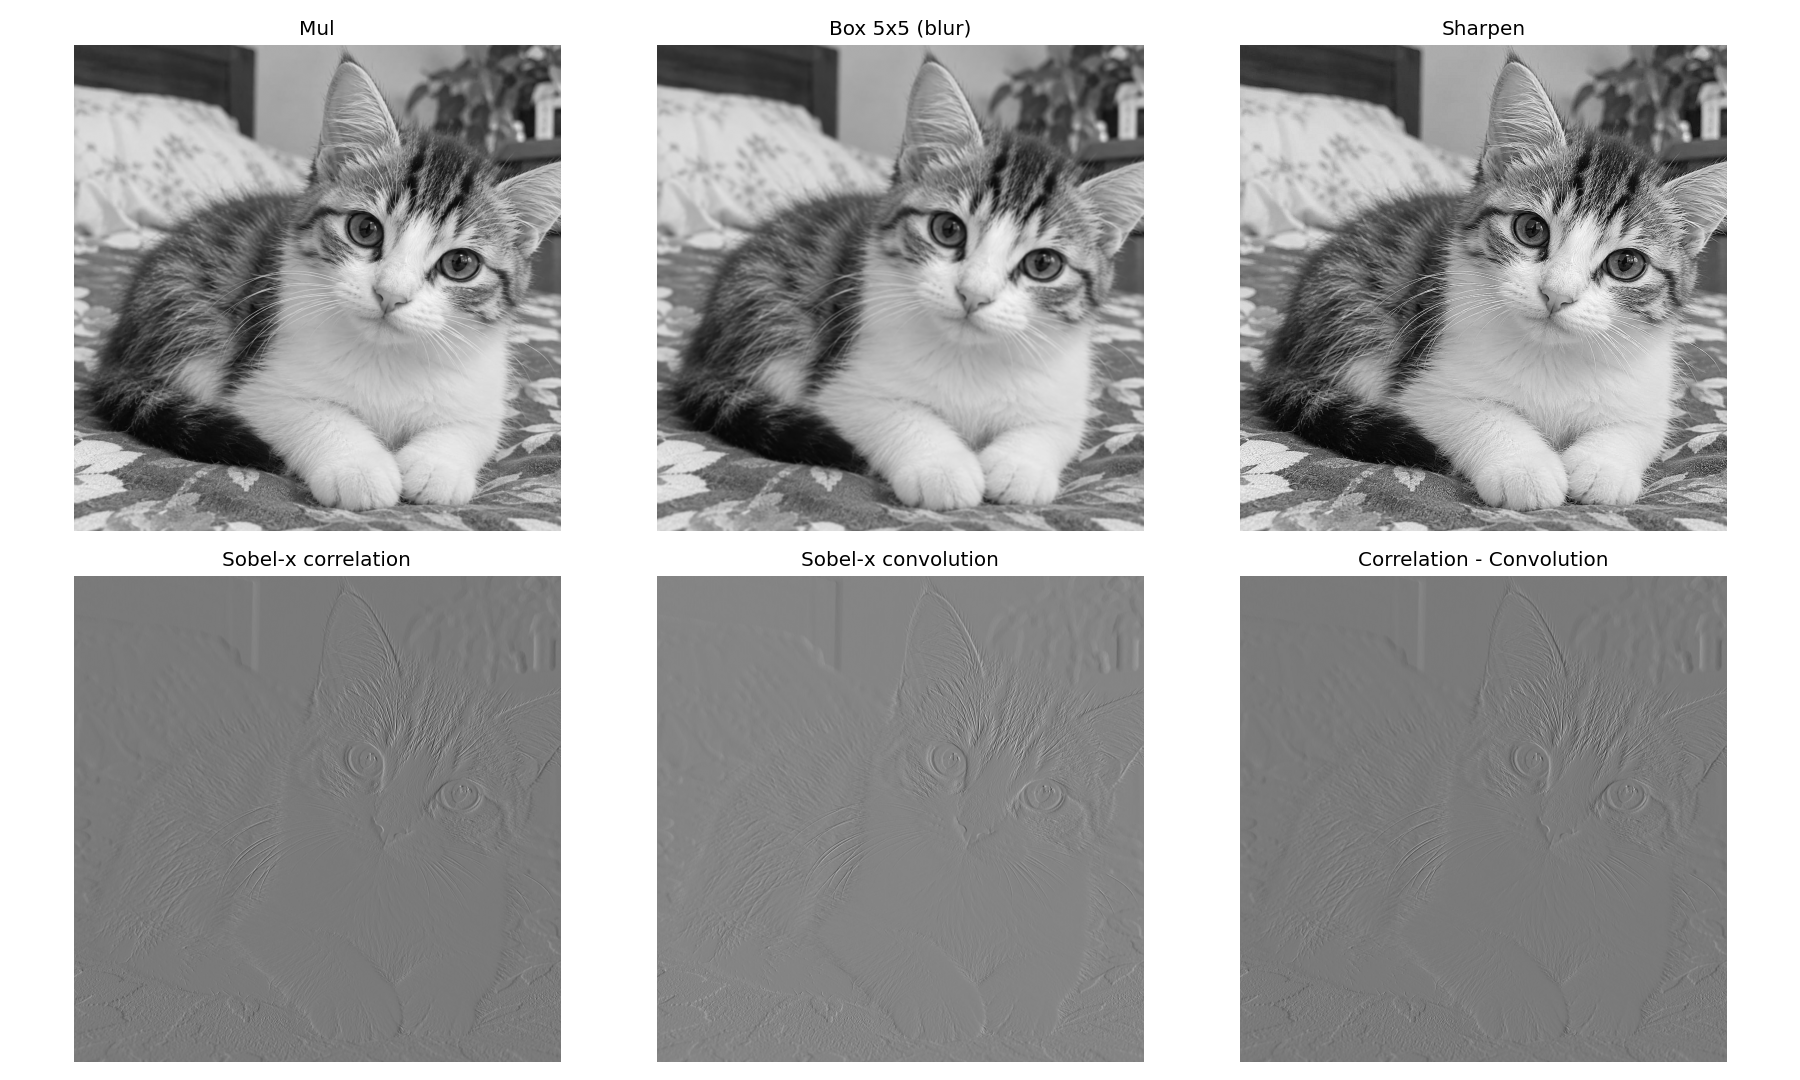 Mul
Box 5x5 (blur)
Sharpen
Sobel-x correlation
Sobel-x convolution
Correlation - Convolution